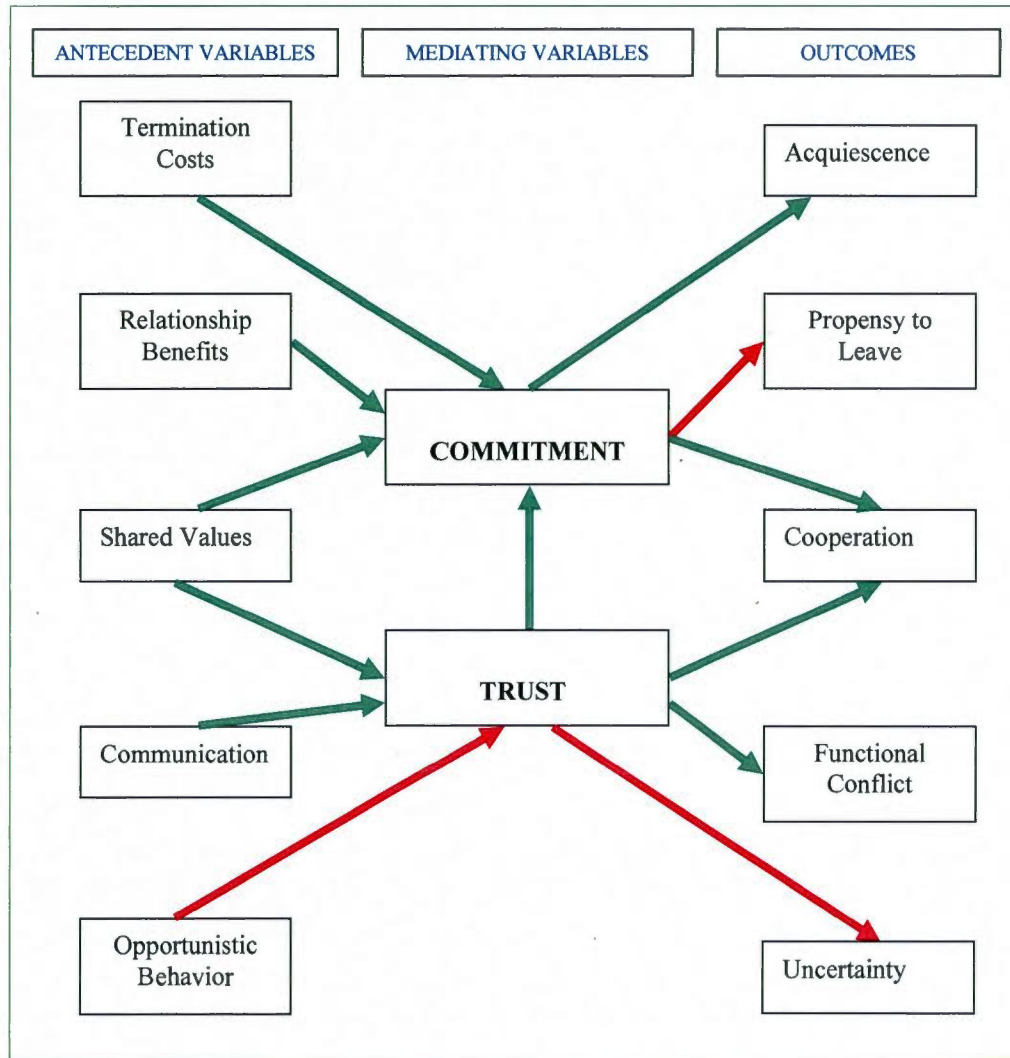 ANTECEDENT VARIABLES
MEDIATING VARIABLES
OUTCOMES
Termination
Costs
Acquiescence
Relationship
Benefits
Propensy to
Leave
COMMITMENT
Shared Values
Cooperation
TRUST
Communication
Functional
Conflict
Opportunistic
Behavior
Uncertainty